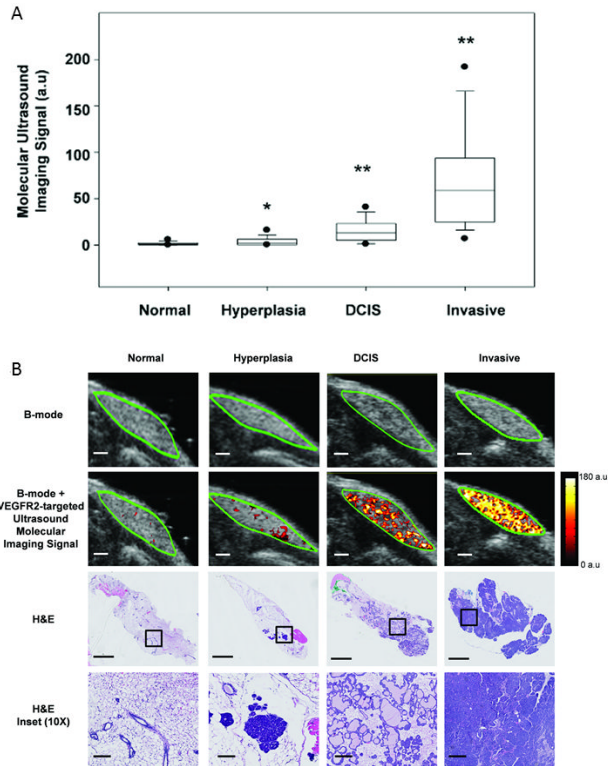 A
Molecular Ultrasound
Imaging Signal (a.u)
200
150
100
50
0
*
**
**
Normal
Hyperplasia
DCIS
Invasive
B
Normal
Hyperplasia
DCIS
Invasive
B-mode
B-mode +
VEGFR2-targeted
Ultrasound
Molecular
Imaging Signal
180 a.u
0 a.u
H&E
H&E
Inset (10X)